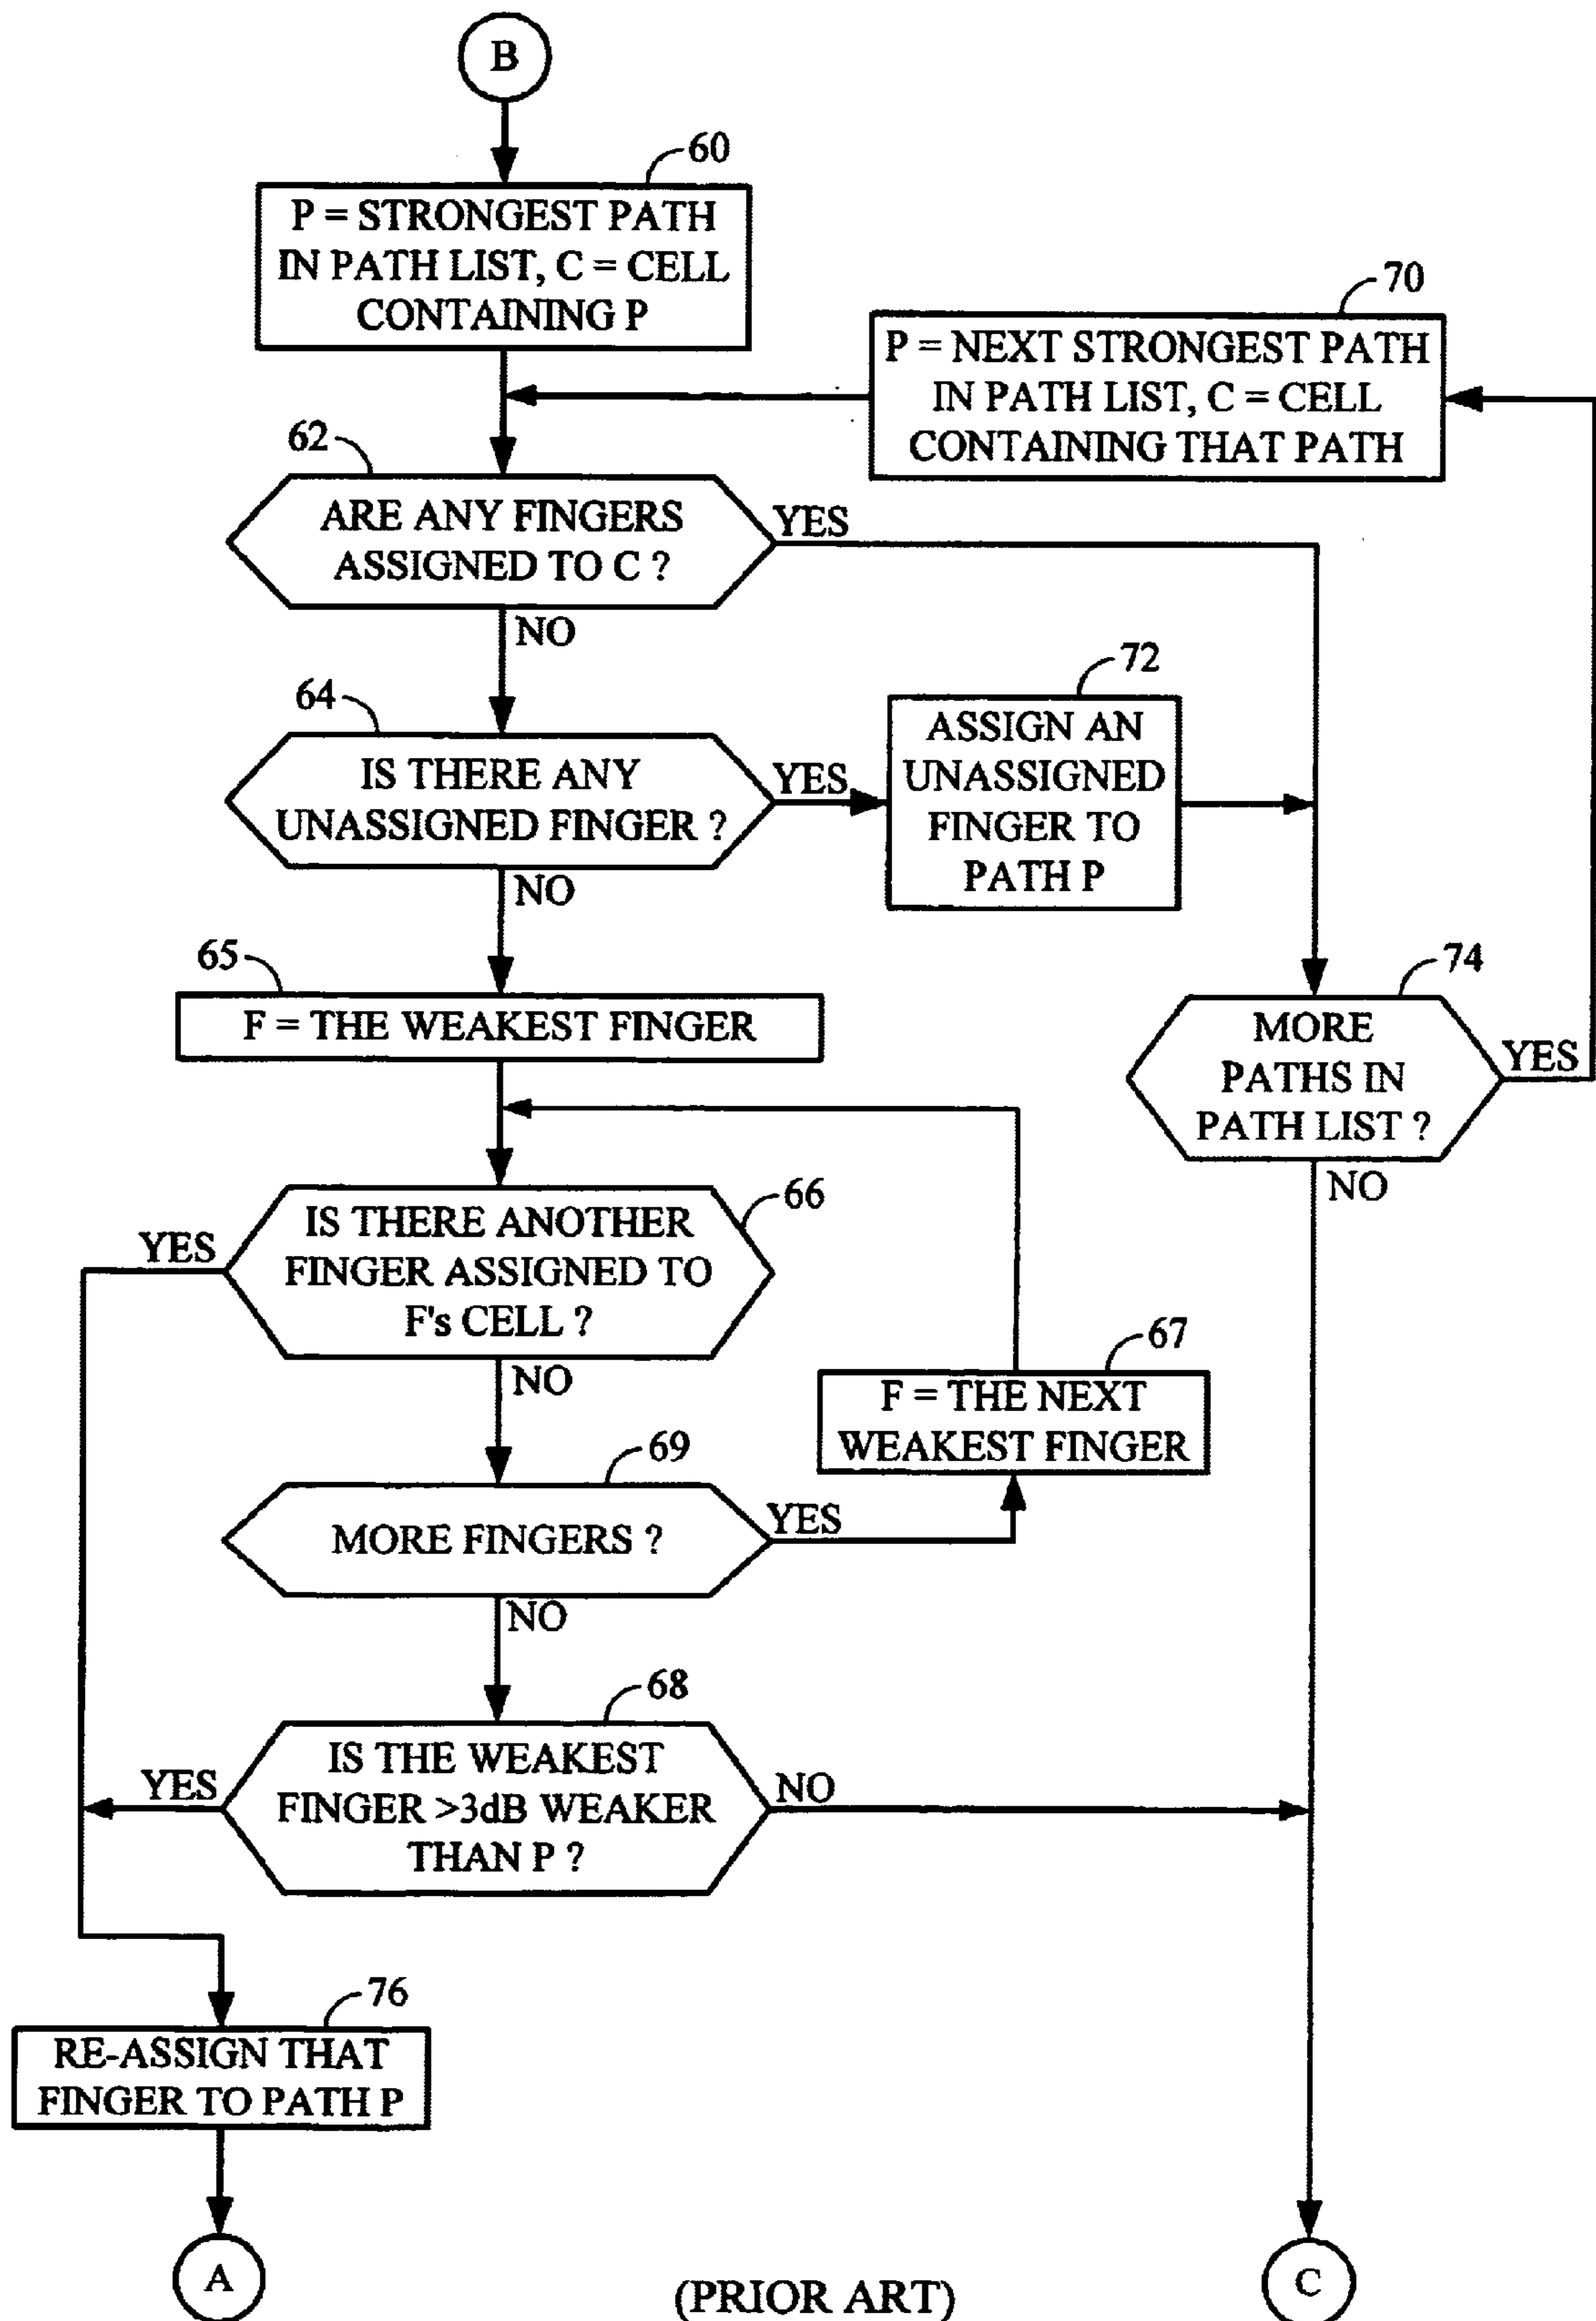 B
60
P = STRONGEST PATH
IN PATH LIST, C = CELL
CONTAINING P
70
P = NEXT STRONGEST PATH
IN PATH LIST, C = CELL
CONTAINING THAT PATH
62
ARE ANY FINGERS
ASSIGNED TO C ?
YES
NO
64
IS THERE ANY
UNASSIGNED FINGER ?
YES
NO
72
ASSIGN AN
UNASSIGNED
FINGER TO
PATH P
65
F = THE WEAKEST FINGER
74
MORE
PATHS IN
PATH LIST ?
YES
NO
66
IS THERE ANOTHER
FINGER ASSIGNED TO
F's CELL ?
YES
NO
67
F = THE NEXT
WEAKEST FINGER
69
MORE FINGERS ?
YES
NO
68
IS THE WEAKEST
FINGER >3dB WEAKER
THAN P ?
YES
NO
76
RE-ASSIGN THAT
FINGER TO PATH P
A
C
(PRIOR ART)